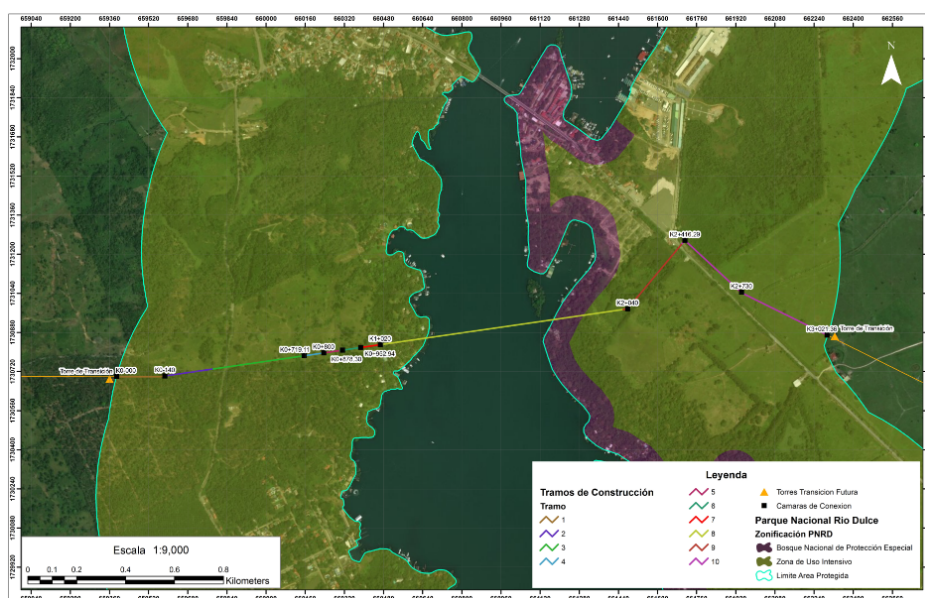 659040 659200 659360 659520 659680 659840 660000 660160 660320 660480 660640 660800 660960 661120 661280 661440 661600 661760 661920 662080 662240 662400 662560
1732000
1731840
1731680
1731520
1731360
1731200
1731040
1730880
1730720
1730560
1730400
1730240
1730080
1729920
N
K2+416.29
K2+730
K2+040
K3+021.36
Torre de Transición
K1+020
K0+719.11
K0+800
K0+878.30
K0+952.94
Torre de Transición
K0-000
K0-140
Escala 1:9,000
0 0.1 0.2 0.4 0.6 0.8
Kilometers
Leyenda
Tramos de Construcción
Tramo
1
2
3
4
5
6
7
8
9
10
Torres Transicion Futura
Camaras de Conexion
Parque Nacional Rio Dulce
Zonificación PNRD
Bosque Nacional de Protección Especial
Zona de Uso Intensivo
Limite Area Protegida